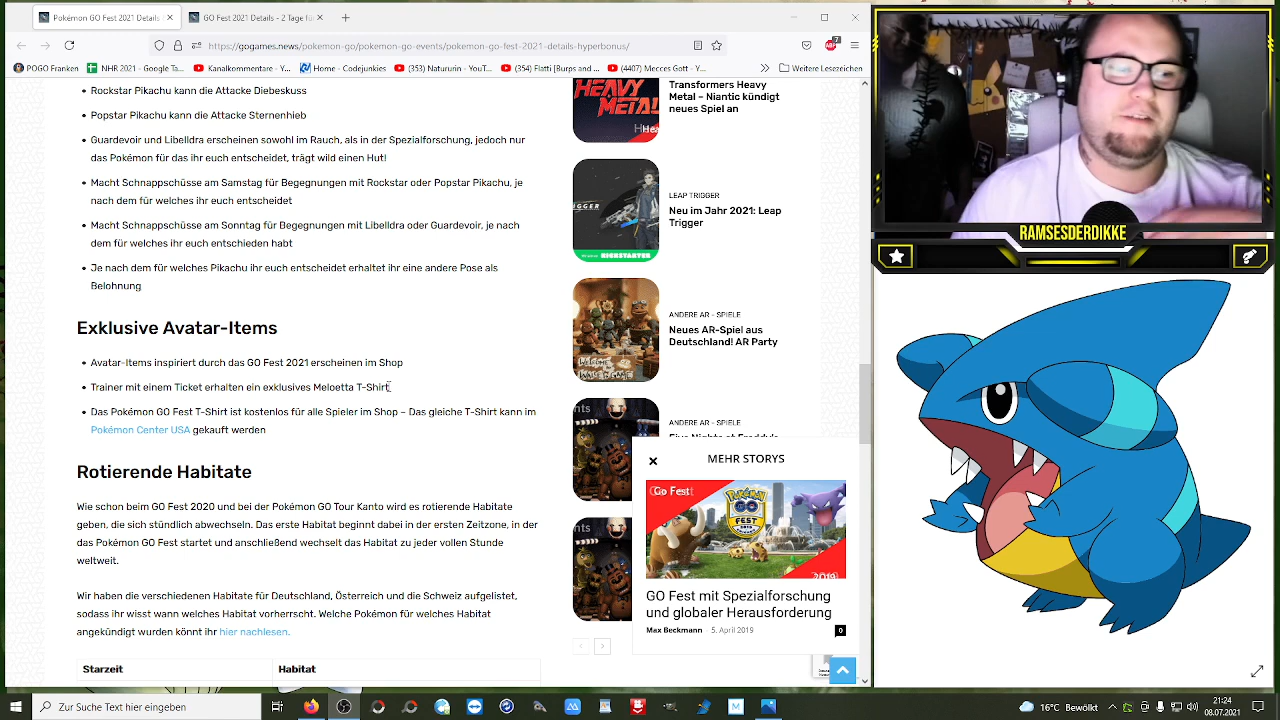 Pokémon GO Fest 2021 Details
https://gogames.news/pokemon-go/pokemon-go-events/pokemon-go-fest-2021-details-hyperbonus/
7
POGO Franken
Kanalkommentare - Y...
Home - Codejunkies
(353) Naturkurin - YouT...
(354) Flatti [Burps and ...
(4407) Mecces Gott - Y...
Weitere Lesezeichen
Rockstar Pikachu kann die Attacke Diebeskuss
Popstar Pikachu kann die Attacke Sternenhieb
Guardevoir und Libelldra erscheinen sowohl in Raids, als in der Spezialforschung, jedoch nur
das Pokémon für das ihr euch entscheidet, trägt wild einen Hut!
Macht Schnappschüsse am Samstag für Begegnungen mit Rockstar oder Popstar Pikachu, je
nach dem für welches ihr euch entscheidet
Macht Schnappschüsse am Sonntag für Begegnungen mit Libelldra oder Guardevoir, je nach
dem für welches ihr euch entschieden habt
Je nach dem für welches Pikachu ihr euch entscheidet ernentet ihr eine andere Posa als
Belohnung
Exklusive Avatar-Items
Avatar-Items inspiriert durch das GO Fest 2021 erscheinen im Shop
Trainer mit einem Ticket erhalten ein exklusives Meloetta T-Shirt
Das Pokémon GO Fest T-Shirt ist kostenlos für alle Spieler im Shop – Das gleiche T-Shirt kann im
Pokémon Center USA gekauft werden
Rotierende Habitate
Wie schon beim GO Fest 2020 und bei der Pokémon GO Tour Kanto wird es rotierende Habitate
geben, die sich stündlich abwechseln. Das erste Habitat beginnt dabei in der ersten Zeitzone, in der
das Pokémon GO Fest startet und anschließend wechselt das Habitat zu jeder vollen Stunde
weltweit.
Wir haben die verschiedenen Habitate für Deutschland, Österreich und die Schweiz aufgelistet,
sodass ihr wisst wann welches Habitat vorherrscht. Welche Pokémon für welches Habitat
angekündigt wurden könnt ihr hier nachlesen.
Startzeit
Habitat
HEAVY
METAL
Transformers Heavy
Metal – Niantic kündigt
neues Spiel an
LEAP TRIGGER
Neu im Jahr 2021: Leap
Trigger
KICKSTARTER
ANDERE AR - SPIELE
Neues AR-Spiel aus
Deutschland! AR Party
ANDERE AR - SPIELE
MEHR STORYS
Go Fest
POKÉMON
GO
FEST
2019
GO Fest mit Spezialforschung
und globaler Herausforderung
Max Beckmann - 5. April 2019
0
RAMSESDERDIKKE
Zur Suche Text hier eingeben
16°C Bewölkt
21:24
08.07.2021